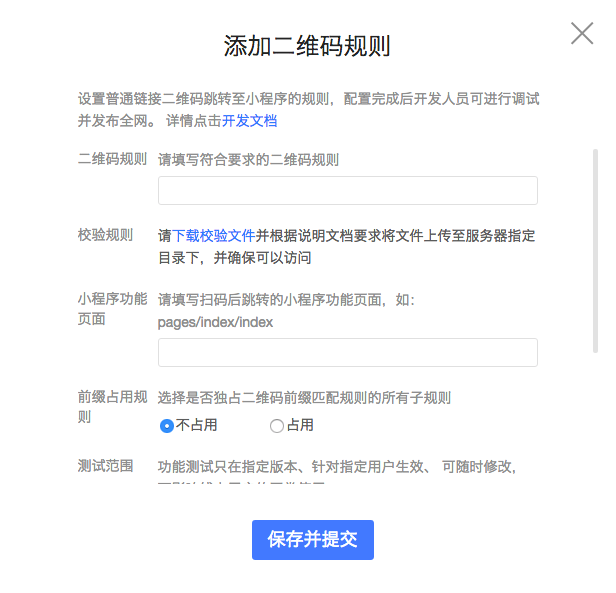 添加二维码规则
设置普通链接二维码跳转至小程序的规则，配置完成后开发人员可进行调试
并发布全网。 详情点击开发文档
二维码规则 请填写符合要求的二维码规则
校验规则 请下载校验文件并根据说明文档要求将文件上传至服务器指定
目录下，并确保可以访问
小程序功能 请填写扫码后跳转的小程序功能页面，如：
页面 pages/index/index
前缀占用规 选择是否独占二维码前缀匹配规则的所有子规则
则
不占用 占用
测试范围 功能测试只在指定版本、针对指定用户生效、 可随时修改，
保存并提交